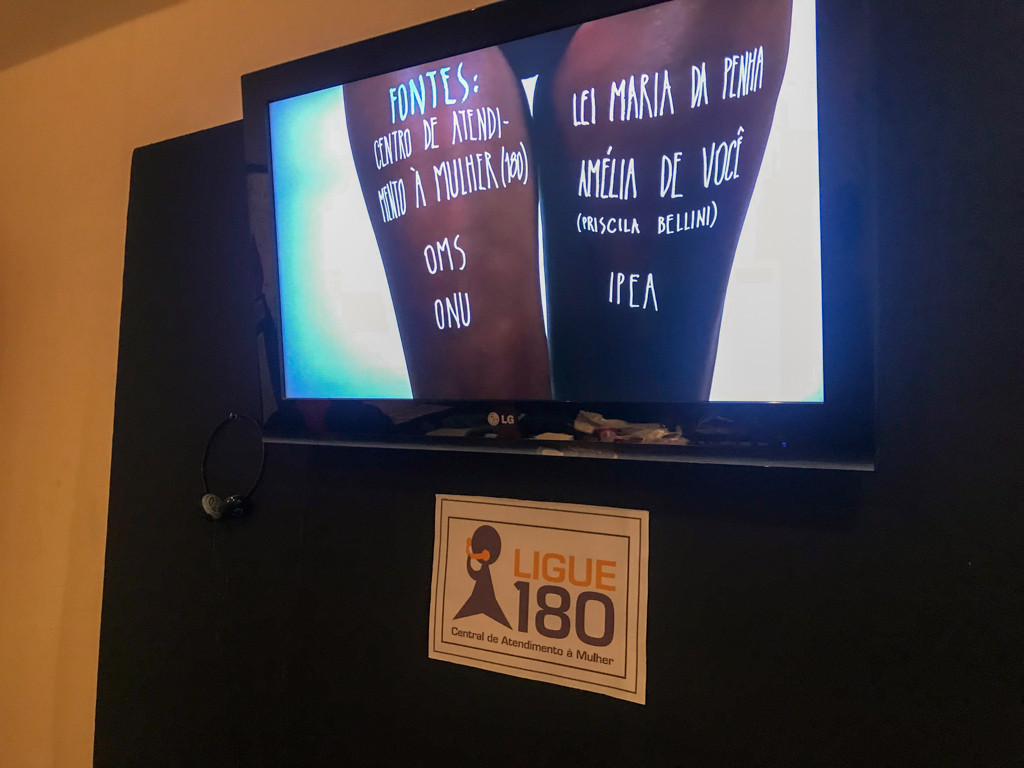 FONTES:
CENTRO DE ATENDI-
MENTO À MULHER (180)
OMS
ONU
LEI MARIA DA PENHA
AMÉLIA DE VOCÊ
(PRISCILA BELLINI)
IPEA
LG
LIGUE
180
Central de Atendimento à Mulher